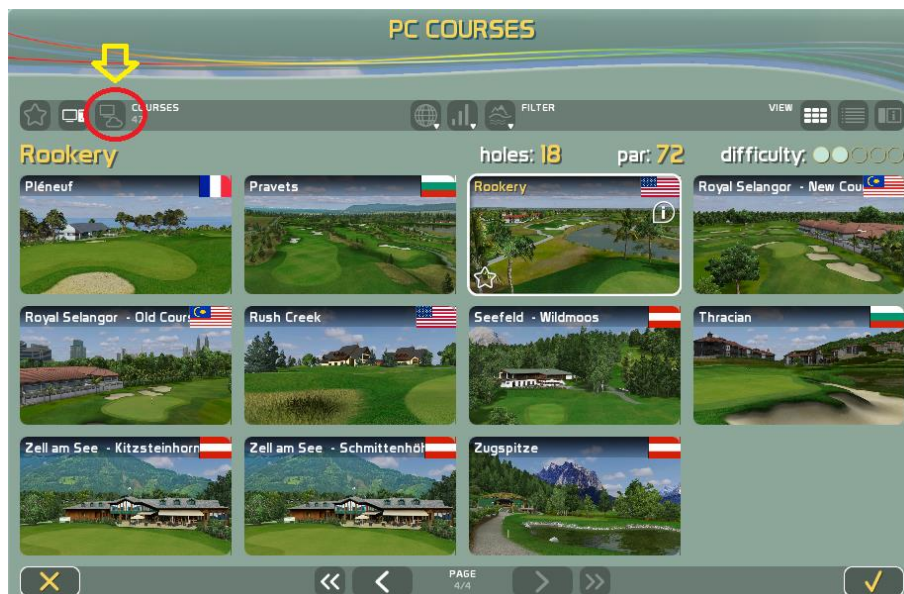 PC COURSES
COURSES
47
FILTER
VIEW
Rookery
holes: 18 par: 72 difficulty:
Pléneuf
Pravets
Rookery
Royal Selangor - New Cou
Royal Selangor - Old Cour
Rush Creek
Seefeld - Wildmoos
Thracian
Zell am See - Kitzsteinhorn
Zell am See - Schmittenhöh
Zugspitze
PAGE
4/4